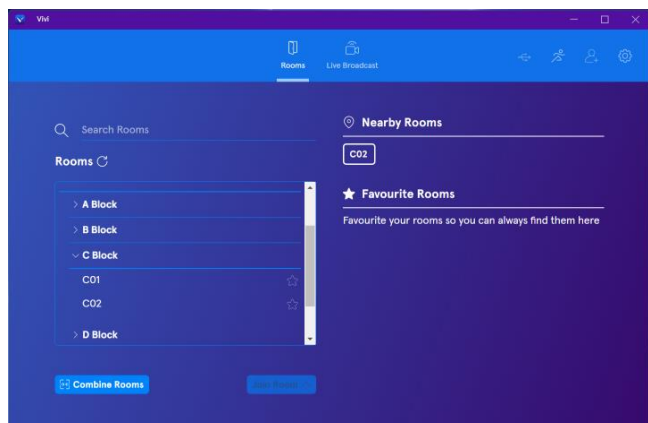 Vivi
Rooms
Live Broadcast
Search Rooms
Rooms
A Block
B Block
C Block
C01
C02
D Block
Combine Rooms
Nearby Rooms
C02
Favourite Rooms
Favourite your rooms so you can always find them here